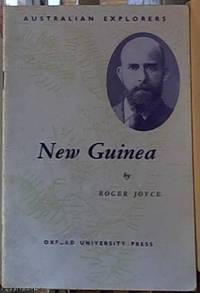 AUSTRALIAN EXPLORERS
New Guinea
by
ROGER JOYCE
OXFORD UNIVERSITY PRESS